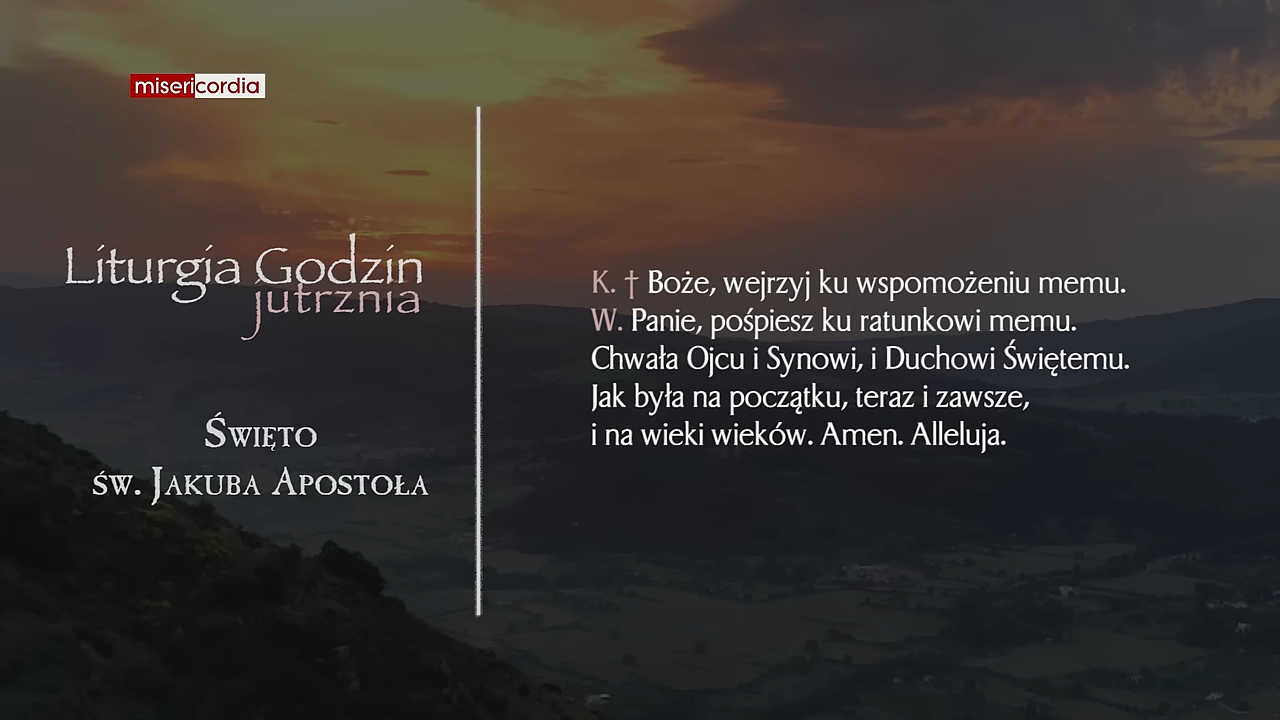 misericordia
Liturgia Godzin
jutrznia
Święto
św. Jakuba Apostoła
K. † Boże, wejrzyj ku wspomożeniu memu.
W. Panie, pośpiesz ku ratunkowi memu.
Chwała Ojcu i Synowi, i Duchowi Świętemu.
Jak była na początku, teraz i zawsze,
i na wieki wieków. Amen. Alleluja.